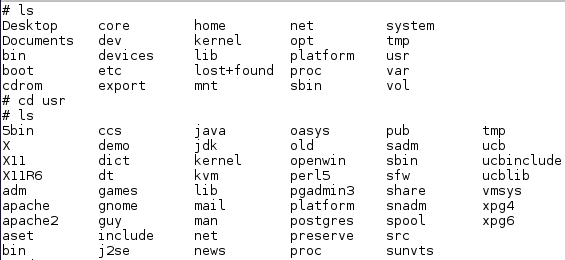 # ls
Desktop core home net system
Documents dev kernel opt tmp
bin devices lib platform usr
boot etc lost+found proc var
cdrom export mnt sbin vol
# cd usr
# ls
5bin ccs java oasys pub tmp
X demo jdk old sadm ucb
X11 dict kernel openwin sbin ucbinclude
X11R6 dt kvm perl5 sfw ucblib
adm games lib pgadmin3 share vmsys
apache gnome mail platform snadm xpg4
apache2 guy man postgres spool xpg6
aset include net preserve src
bin j2se news proc sunvts